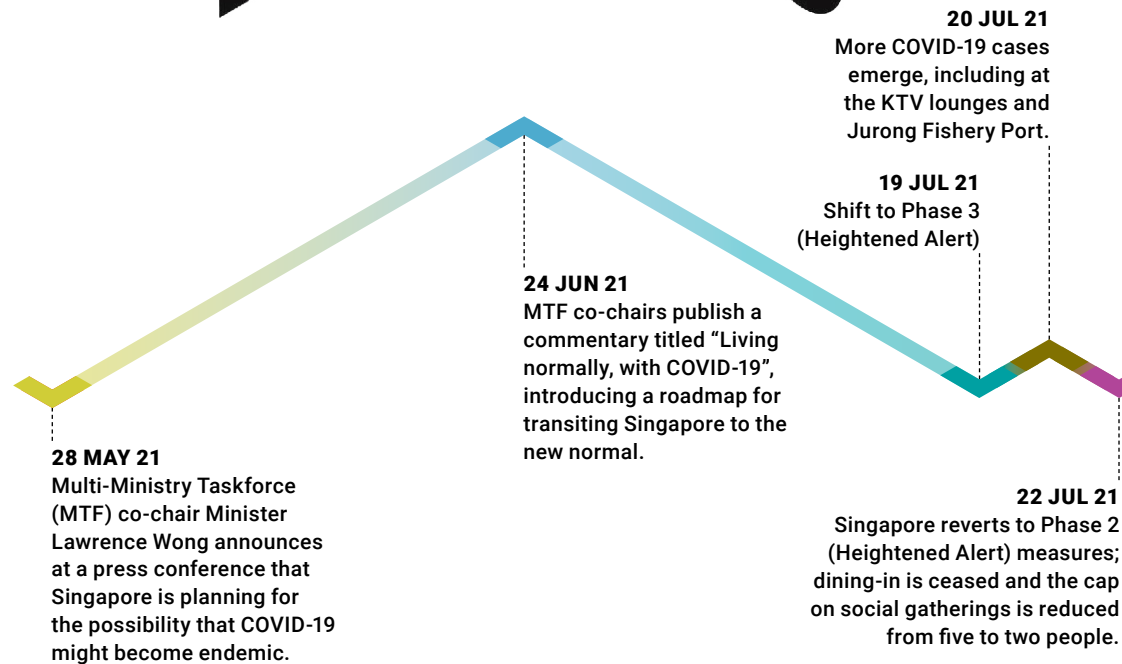 28 MAY 21
Multi-Ministry Taskforce
(MTF) co-chair Minister
Lawrence Wong announces
at a press conference that
Singapore is planning for
the possibility that COVID-19
might become endemic.
24 JUN 21
MTF co-chairs publish a
commentary titled “Living
normally, with COVID-19”,
introducing a roadmap for
transiting Singapore to the
new normal.
19 JUL 21
Shift to Phase 3
(Heightened Alert)
20 JUL 21
More COVID-19 cases
emerge, including at
the KTV lounges and
Jurong Fishery Port.
22 JUL 21
Singapore reverts to Phase 2
(Heightened Alert) measures;
dining-in is ceased and the cap
on social gatherings is reduced
from five to two people.